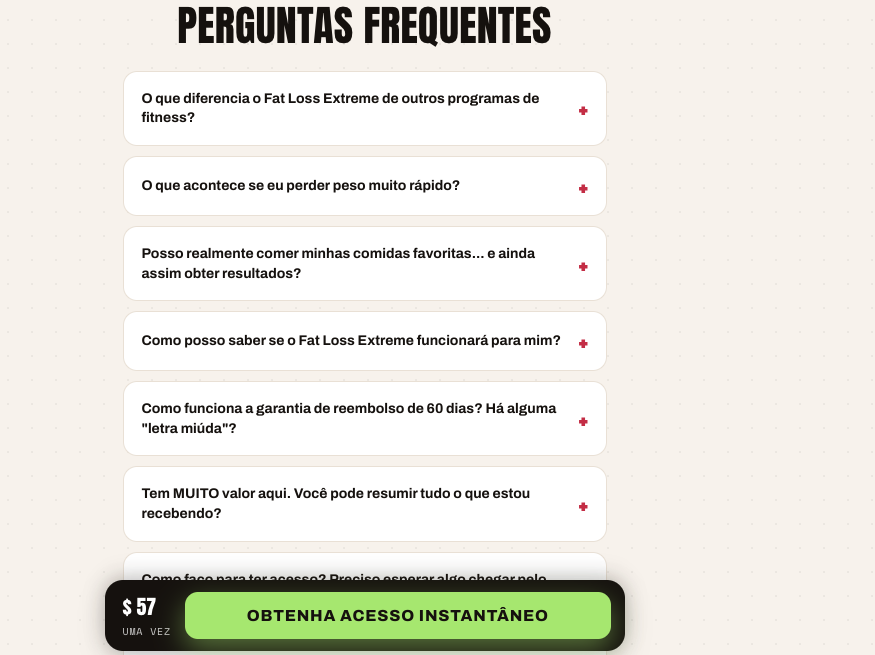 PERGUNTAS FREQUENTES
O que diferencia o Fat Loss Extreme de outros programas de
fitness?
O que acontece se eu perder peso muito rápido?
Posso realmente comer minhas comidas favoritas... e ainda
assim obter resultados?
Como posso saber se o Fat Loss Extreme funcionará para mim?
Como funciona a garantia de reembolso de 60 dias? Há alguma
"letra miúda"?
Tem MUITO valor aqui. Você pode resumir tudo o que estou
recebendo?
Como faço para ter acesso? Preciso esperar algo chegar pelo
$ 57
UMA VEZ
OBTENHA ACESSO INSTANTÂNEO